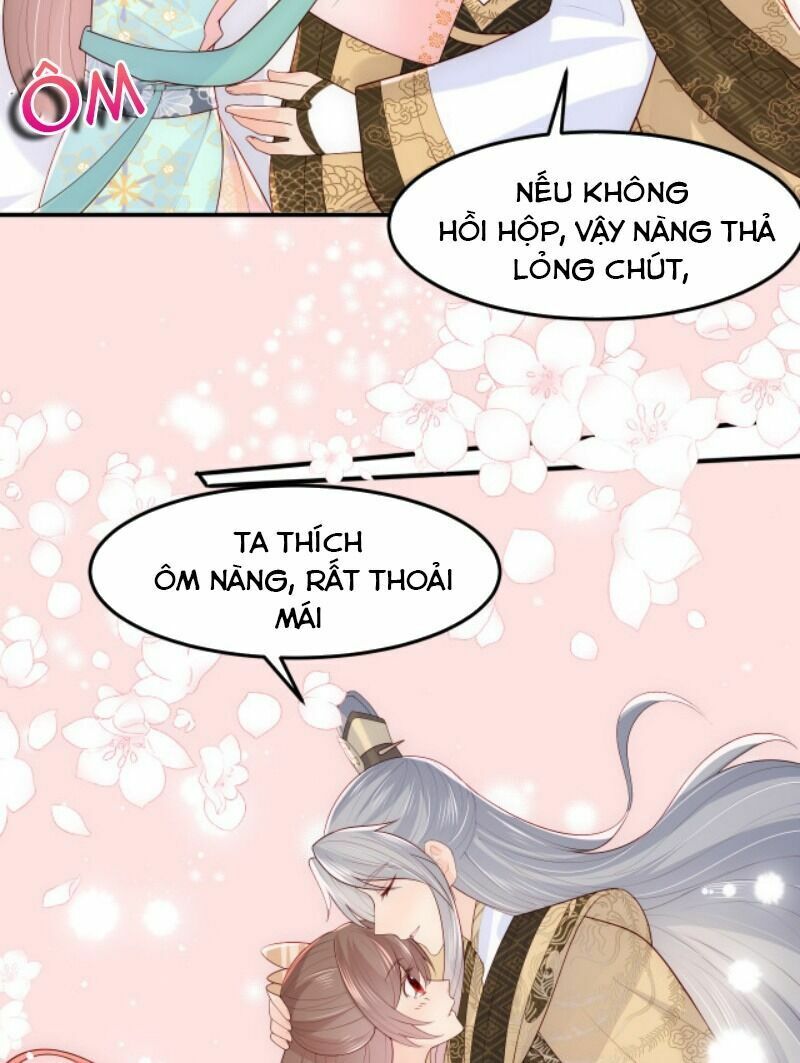 ÔM
NẾU KHÔNG
HỒI HỘP, VẬY NÀNG THẢ
LỎNG CHÚT,
TA THÍCH
ÔM NÀNG, RẤT THOẢI
MÁI